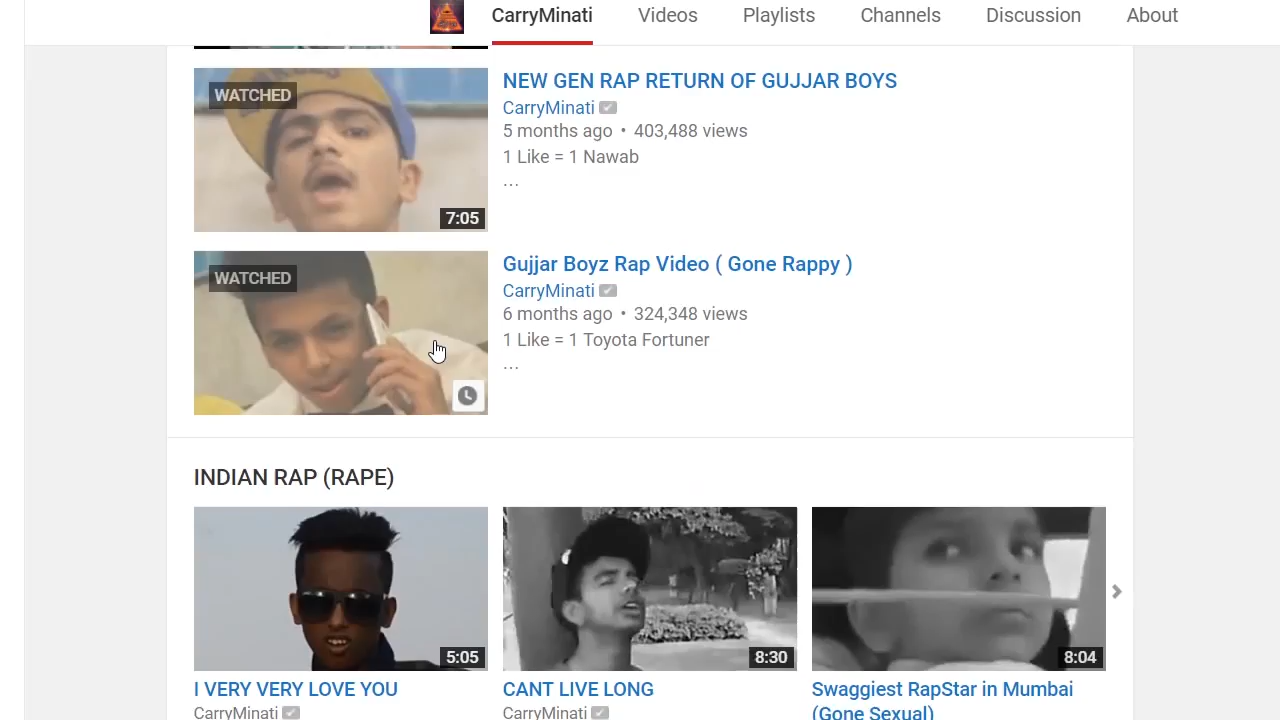 CarryMinati Videos Playlists Channels Discussion About
WATCHED
7:05
NEW GEN RAP RETURN OF GUJJAR BOYS
CarryMinati
5 months ago • 403,488 views
1 Like = 1 Nawab
...
WATCHED
Gujjar Boyz Rap Video ( Gone Rappy )
CarryMinati
6 months ago • 324,348 views
1 Like = 1 Toyota Fortuner
...
INDIAN RAP (RAPE)
5:05
8:30
8:04
I VERY VERY LOVE YOU
CarryMinati
CANT LIVE LONG
CarryMinati
Swaggiest RapStar in Mumbai
(Gone Sexual)